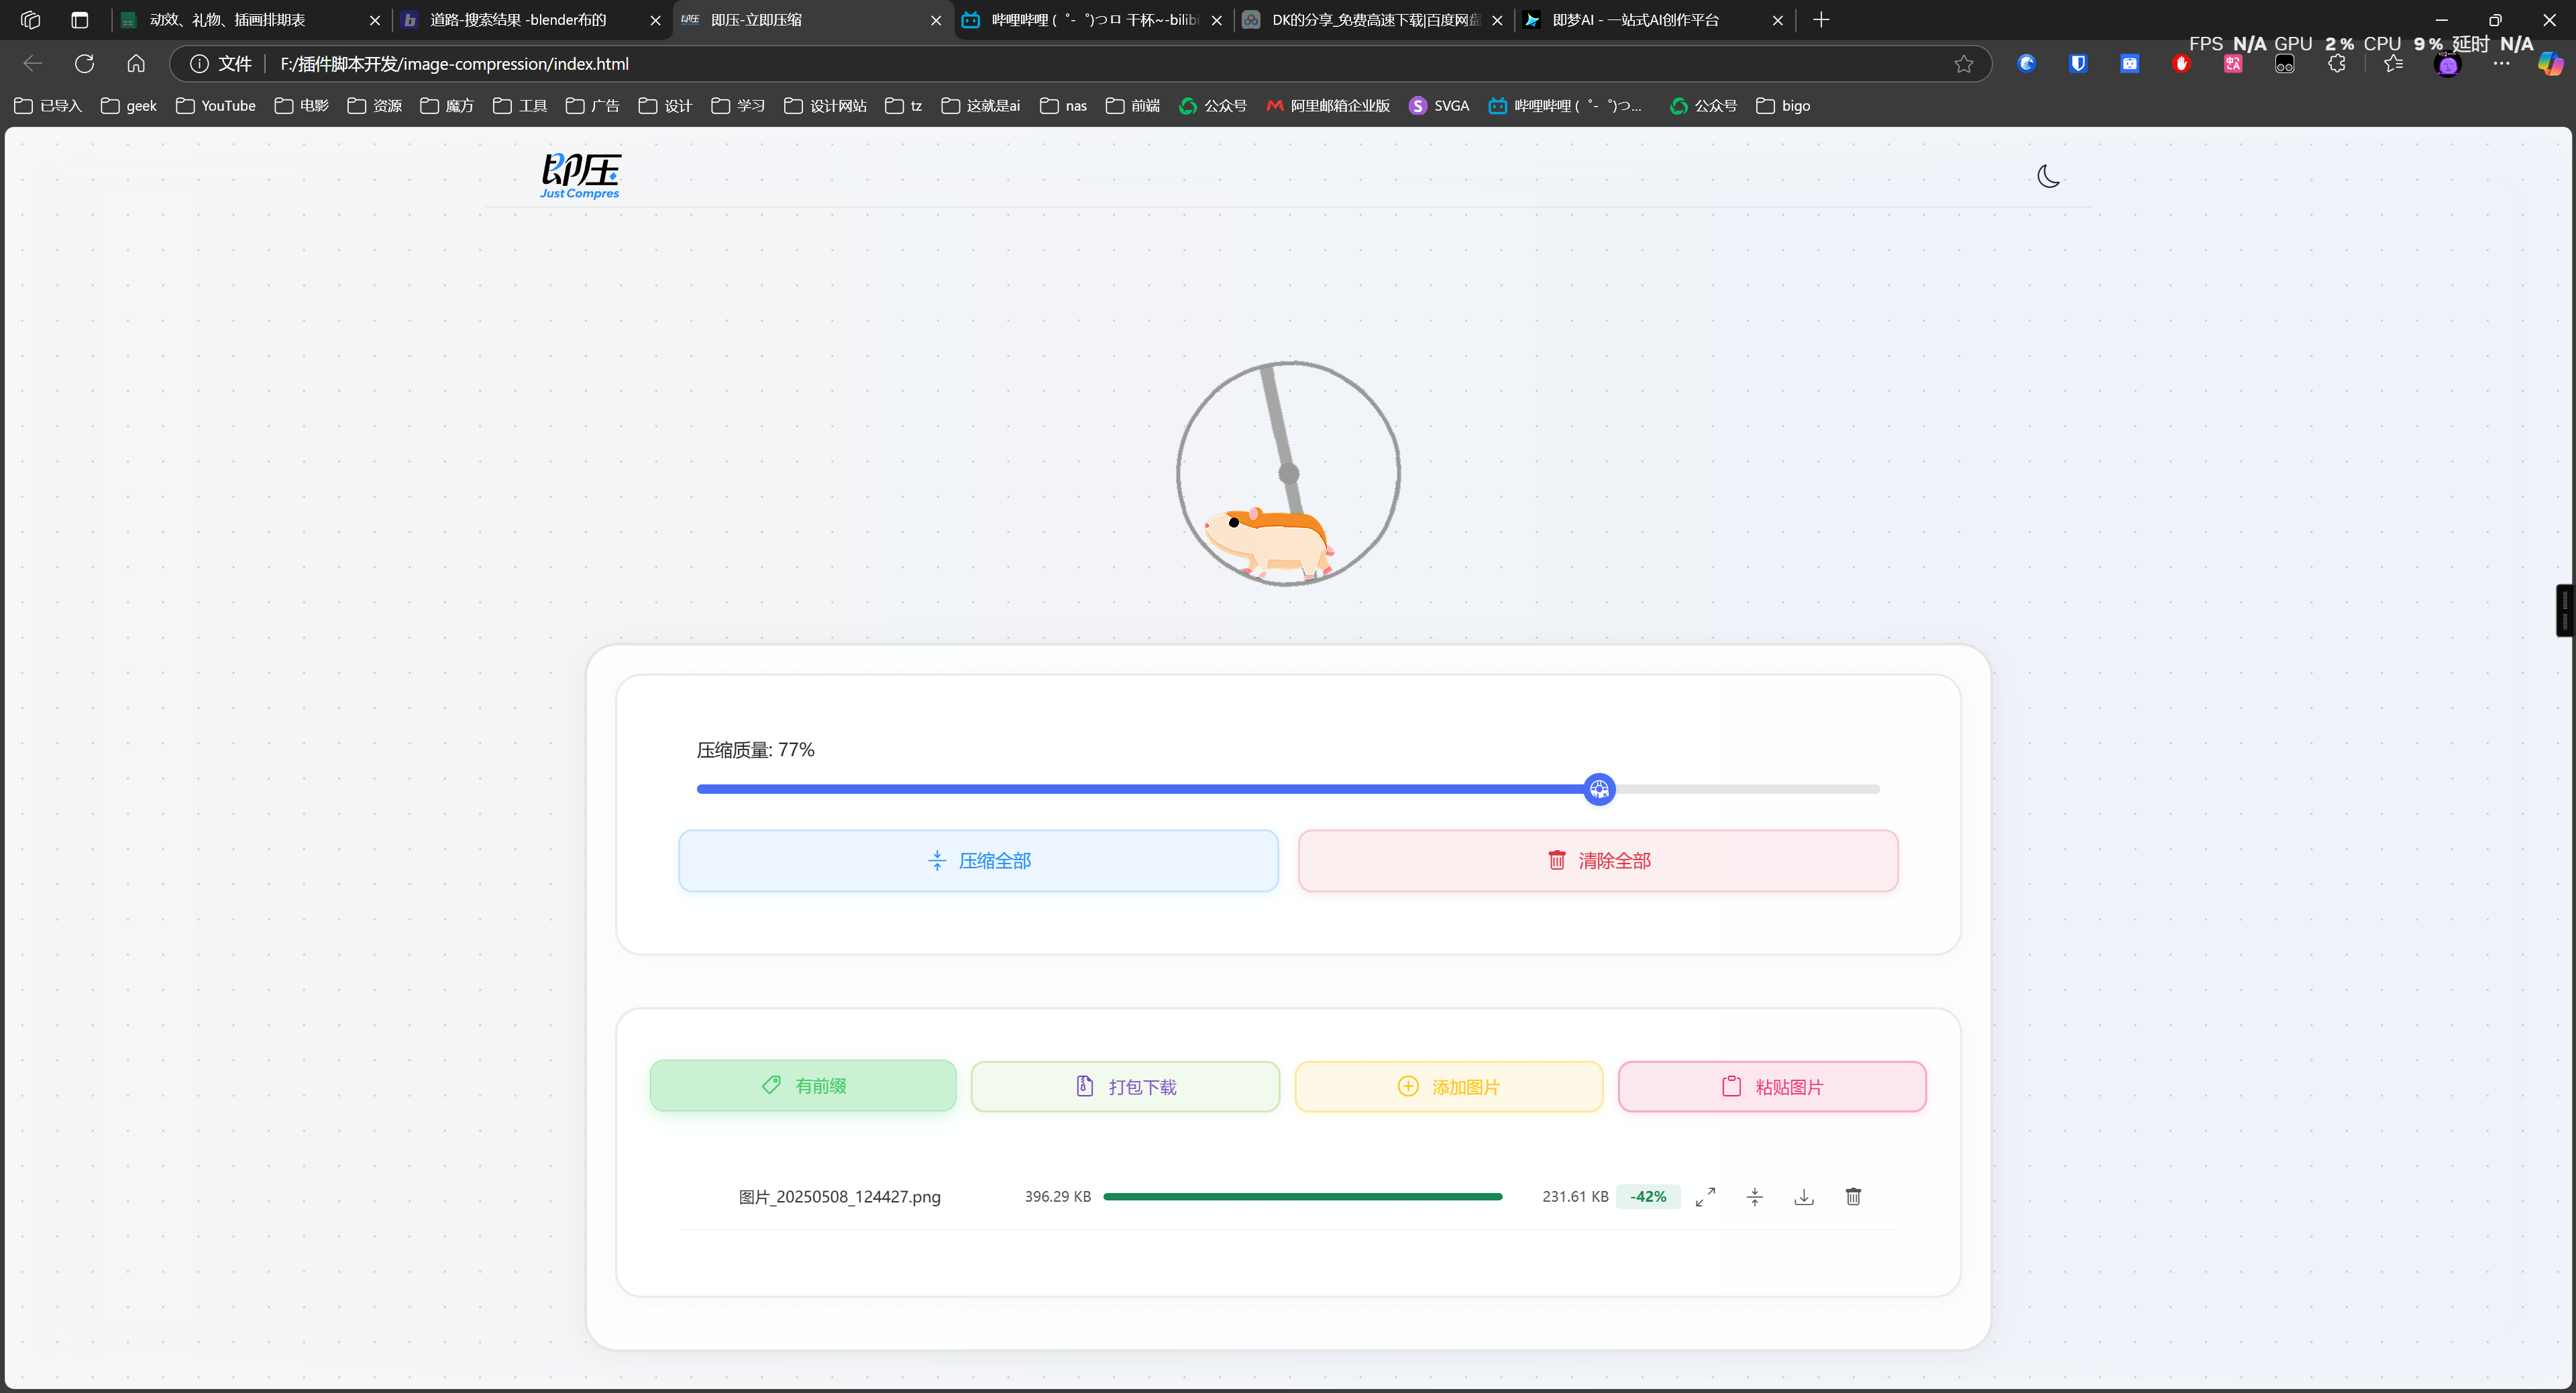 动效、礼物、插画排期表
道路-搜索结果 -blender布的
即压-立即压缩
哔哩哔哩 ( ゜- ゜)つロ 干杯~-bilibi
DK的分享_免费高速下载|百度网盘
即梦AI - 一站式AI创作平台
FPS N/A GPU 2 % CPU 9 % 延时 N/A
文件
F:/插件脚本开发/image-compression/index.html
已导入
geek
YouTube
电影
资源
魔方
工具
广告
设计
学习
设计网站
tz
这就是ai
nas
前端
公众号
阿里邮箱企业版
SVGA
哔哩哔哩 ( ゜- ゜)つ...
公众号
bigo
即压
Just Compres
压缩质量: 77%
压缩全部
清除全部
有前缀
打包下载
添加图片
粘贴图片
图片_20250508_124427.png
396.29 KB
231.61 KB
-42%